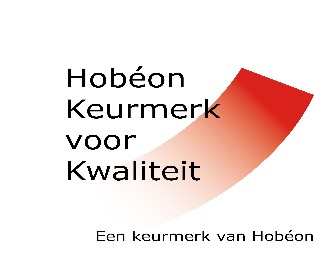 Hobéon
Keurmerk
voor
Kwaliteit
Een keurmerk van Hobéon